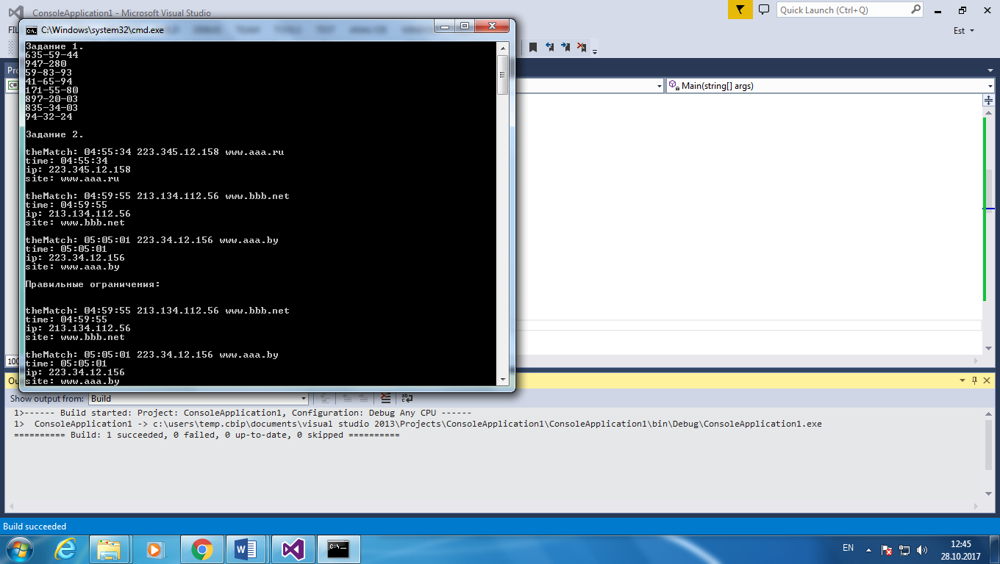 ConsoleApplication1 - Microsoft Visual Studio
Quick Launch (Ctrl+Q)
Est
C:\Windows\system32\cmd.exe
Main(string[] args)
Задание 1.
635-59-44
947-280
59-83-93
41-65-94
171-55-80
897-20-03
835-34-03
94-32-24
Задание 2.
theMatch: 04:55:34 223.345.12.158 www.aaa.ru
time: 04:55:34
ip: 223.345.12.158
site: www.aaa.ru
theMatch: 04:59:55 213.134.112.56 www.bbb.net
time: 04:59:55
ip: 213.134.112.56
site: www.bbb.net
theMatch: 05:05:01 223.34.12.156 www.aaa.by
time: 05:05:01
ip: 223.34.12.156
site: www.aaa.by
Правильные ограничения:
theMatch: 04:59:55 213.134.112.56 www.bbb.net
time: 04:59:55
ip: 213.134.112.56
site: www.bbb.net
theMatch: 05:05:01 223.34.12.156 www.aaa.by
time: 05:05:01
ip: 223.34.12.156
site: www.aaa.by
100
Show output from: Build
1>------ Build started: Project: ConsoleApplication1, Configuration: Debug Any CPU ------
1>  ConsoleApplication1 -> c:\users\temp.cbip\documents\visual studio 2013\Projects\ConsoleApplication1\ConsoleApplication1\bin\Debug\ConsoleApplication1.exe
========== Build: 1 succeeded, 0 failed, 0 up-to-date, 0 skipped ==========
Build succeeded
EN
12:45
28.10.2017